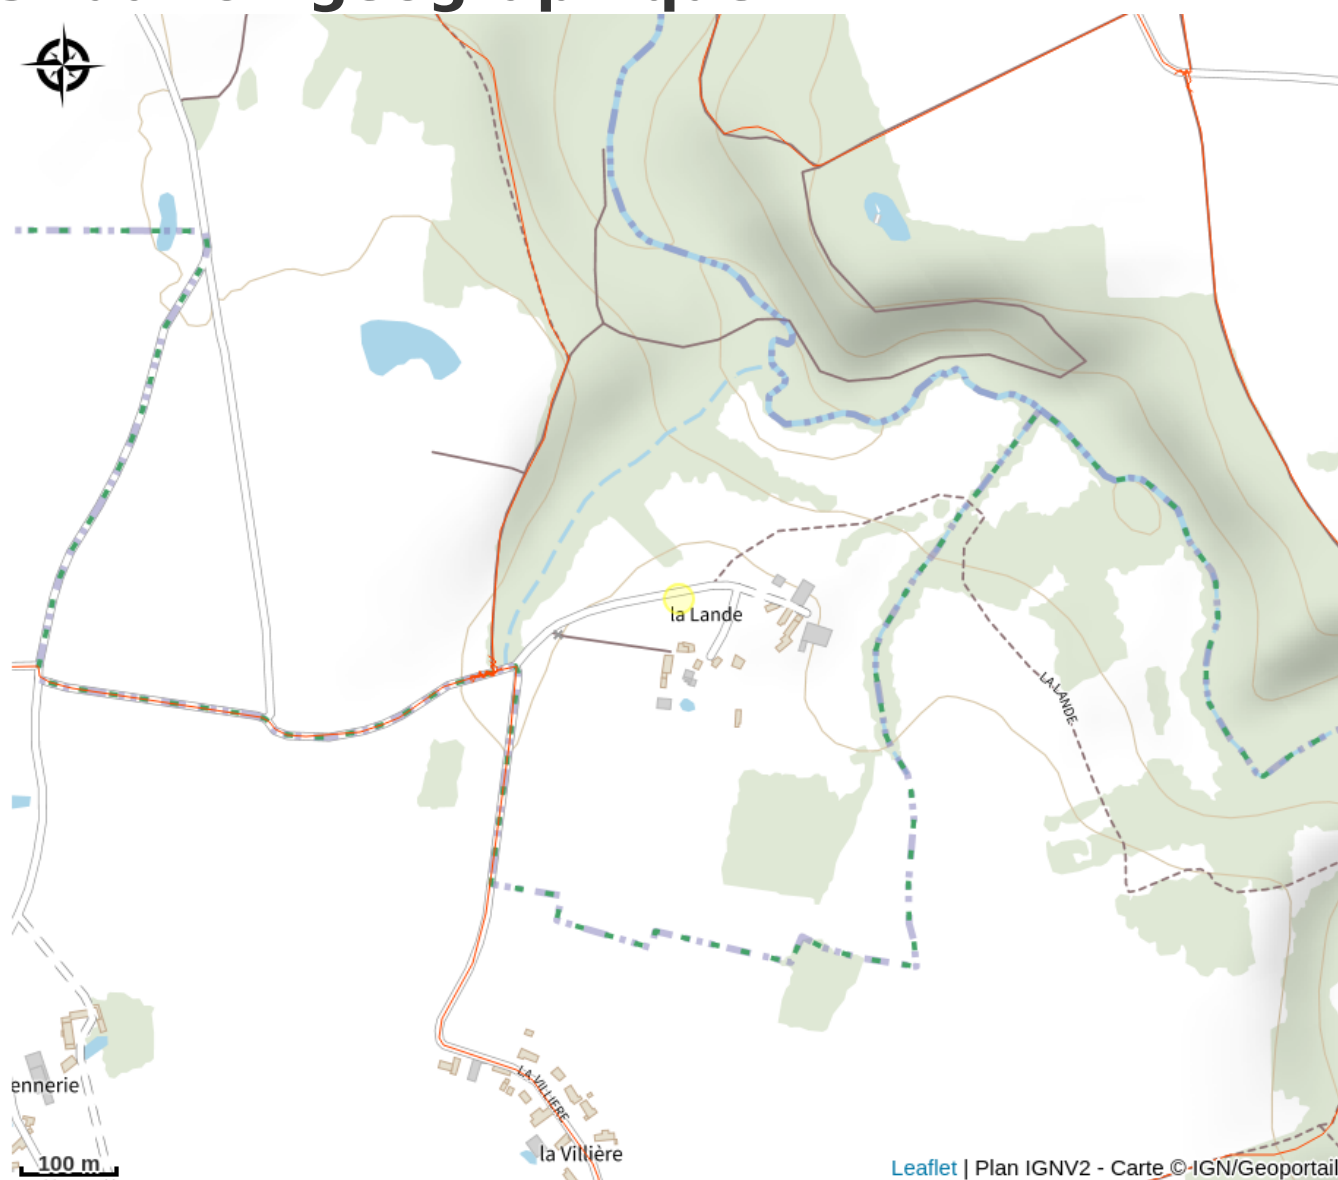 la Lande
LA LANDE
LA VILLIERE
ennerie
la Villière
100 m
Leaflet | Plan IGNV2 - Carte © IGN/Geoportail